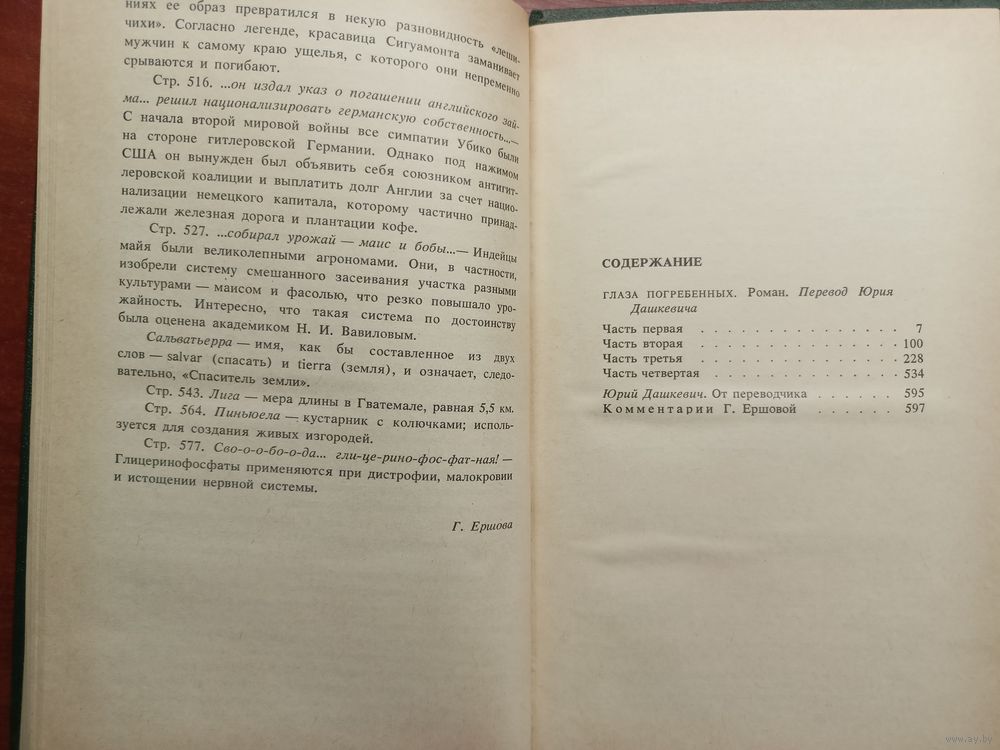 ниях ее образ превратился в некую разновидность «леши-
чихи». Согласно легенде, красавица Сигуамонта заманивает
мужчин к самому краю ущелья, с которого они непременно
срываются и погибают.
Стр. 516. ...он издал указ о погашении английского зай-
ма... решил национализировать германскую собственность...—
С начала второй мировой войны все симпатии Убико были
на стороне гитлеровской Германии. Однако под нажимом
США он вынужден был объявить себя союзником антигит-
леровской коалиции и выплатить долг Англии за счет нацио-
нализации немецкого капитала, которому частично принад-
лежали железная дорога и плантации кофе.
Стр. 527. ...собирал урожай — маис и бобы...— Индейцы
майя были великолепными агрономами. Они, в частности,
изобрели систему смешанного засеивания участка разными
культурами — маисом и фасолью, что резко повышало уро-
жайность. Интересно, что такая система по достоинству
была оценена академиком Н. И. Вавиловым.
Сальватьерра — имя, как бы составленное из двух
слов — salvar (спасать) и tierra (земля), и означает, следо-
вательно, «Спаситель земли».
Стр. 543. Лига — мера длины в Гватемале, равная 5,5 км.
Стр. 564. Пиньюела — кустарник с колючками; исполь-
зуется для создания живых изгородей.
Стр. 577. Сво-о-о-бо-о-да... гли-це-рино-фос-фат-ная! —
Глицеринофосфаты применяются при дистрофии, малокровии
и истощении нервной системы.
Г. Ершова
СОДЕРЖАНИЕ
ГЛАЗА ПОГРЕБЕННЫХ. Роман. Перевод Юрия
Дашкевича
Часть первая . . . . . . . . . . . . . . . 7
Часть вторая . . . . . . . . . . . . . . . 100
Часть третья . . . . . . . . . . . . . . . 228
Часть четвертая . . . . . . . . . . . . . . 534
Юрий Дашкевич. От переводчика . . . . . . 595
Комментарии Г. Ершовой . . . . . . 597
www.ay.by